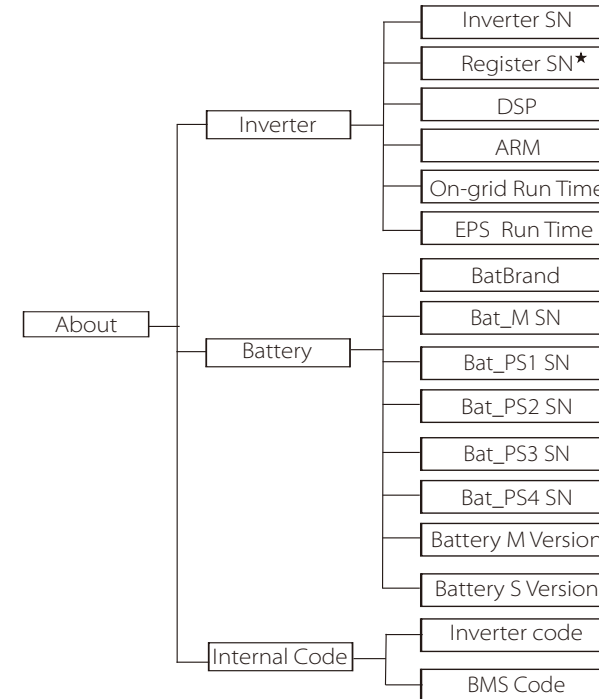 About
Inverter
Inverter SN
Register SN★
DSP
ARM
On-grid Run Time
EPS Run Time
Battery
BatBrand
Bat_M SN
Bat_PS1 SN
Bat_PS2 SN
Bat_PS3 SN
Bat_PS4 SN
Battery M Version
Battery S Version
Internal Code
Inverter code
BMS Code